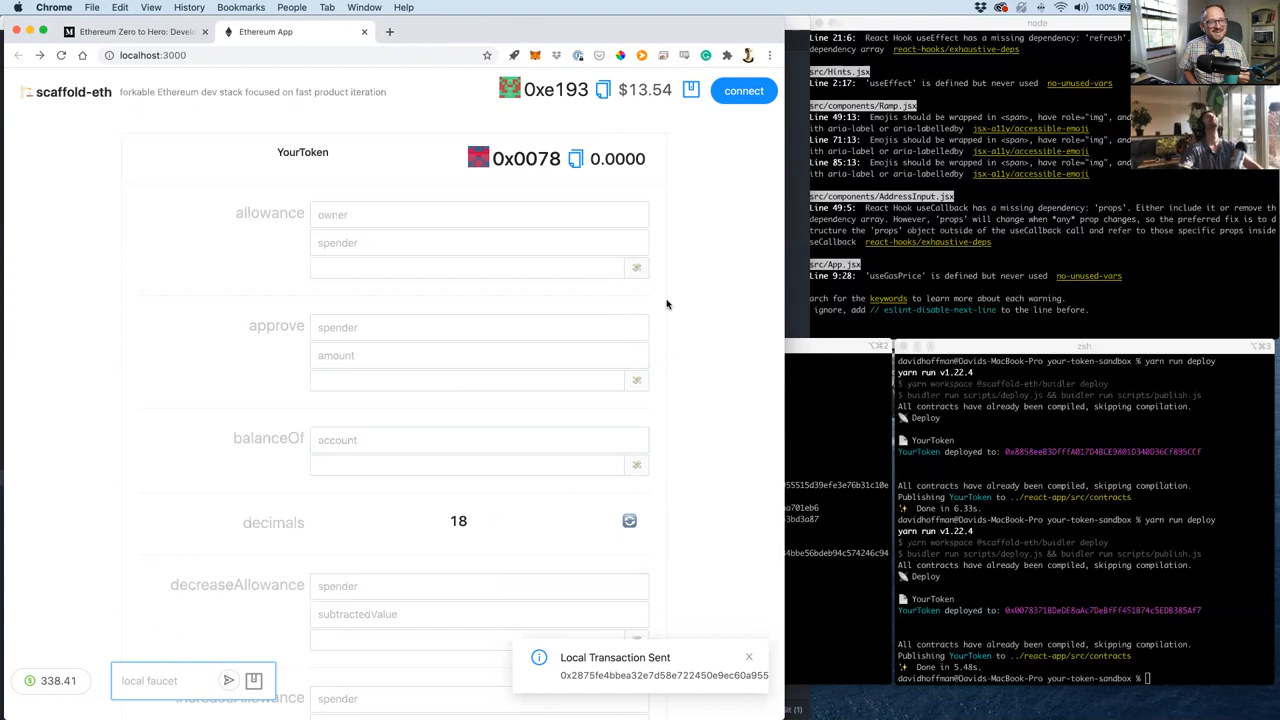 Chrome File Edit View History Bookmarks People Tab Window Help
100%
Ethereum Zero to Hero: Devel
Ethereum App
localhost:3000
scaffold-eth
forkable Ethereum dev stack focused on fast product iteration
0xe193
$13.54
connect
YourToken
0x0078
0.0000
allowance
owner
spender
approve
spender
amount
balanceOf
account
decimals
18
decreaseAllowance
spender
subtractedValue
spender
338.41
local faucet
Local Transaction Sent
0x2875fe4bbea32e7d58e722450e9ec60a955
node
Line 21:6: React Hook useEffect has a missing dependency: 'refresh'.
dependency array react-hooks/exhaustive-deps
src/Hints.jsx
Line 2:17: 'useEffect' is defined but never used no-unused-vars
src/components/Ramp.jsx
Line 49:13: Emojis should be wrapped in <span>, have role="img", and
ith aria-label or aria-labelledby jsx-a11y/accessible-emoji
Line 71:13: Emojis should be wrapped in <span>, have role="img", and
ith aria-label or aria-labelledby jsx-a11y/accessible-emoji
Line 85:13: Emojis should be wrapped in <span>, have role="img", and
ith aria-label or aria-labelledby jsx-a11y/accessible-emoji
src/components/AddressInput.jsx
Line 49:5: React Hook useCallback has a missing dependency: 'props'. Either include it or remove th
dependency array. However, 'props' will change when *any* prop changes, so the preferred fix is to d
tructure the 'props' object outside of the useCallback call and refer to those specific props inside
seCallback react-hooks/exhaustive-deps
src/App.jsx
Line 9:28: 'useGasPrice' is defined but never used no-unused-vars
arch for the keywords to learn more about each warning.
ignore, add // eslint-disable-next-line to the line before.
⌥⌘2
955515d39efe3e76b31c10e
a701eb6
3bd3a87
4bbe56bdeb94c574246c94
zsh
⌥⌘3
davidhoffman@Davids-MacBook-Pro your-token-sandbox % yarn run deploy
yarn run v1.22.4
$ yarn workspace @scaffold-eth/buidler deploy
$ buidler run scripts/deploy.js && buidler run scripts/publish.js
All contracts have already been compiled, skipping compilation.
📡 Deploy
📄 YourToken
YourToken deployed to: 0x8858eeB3DfffA017D4BCE9801D340D36Cf895CCf
All contracts have already been compiled, skipping compilation.
Publishing YourToken to ../react-app/src/contracts
✨ Done in 6.33s.
davidhoffman@Davids-MacBook-Pro your-token-sandbox % yarn run deploy
yarn run v1.22.4
$ yarn workspace @scaffold-eth/buidler deploy
$ buidler run scripts/deploy.js && buidler run scripts/publish.js
All contracts have already been compiled, skipping compilation.
📡 Deploy
📄 YourToken
YourToken deployed to: 0x0078371BDeDE8aAc7DeBfFf451B74c5EDB385Af7
All contracts have already been compiled, skipping compilation.
Publishing YourToken to ../react-app/src/contracts
✨ Done in 5.48s.
davidhoffman@Davids-MacBook-Pro your-token-sandbox %